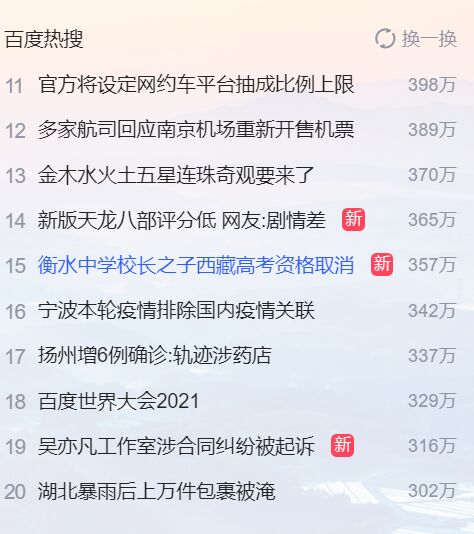 百度热搜 换一换
11 官方将设定网约车平台抽成比例上限 398万
12 多家航司回应南京机场重新开售机票 389万
13 金木水火土五星连珠奇观要来了 370万
14 新版天龙八部评分低 网友:剧情差 新 365万
15 衡水中学校长之子西藏高考资格取消 新 357万
16 宁波本轮疫情排除国内疫情关联 342万
17 扬州增6例确诊:轨迹涉药店 337万
18 百度世界大会2021 329万
19 吴亦凡工作室涉合同纠纷被起诉 新 316万
20 湖北暴雨后上万件包裹被淹 302万